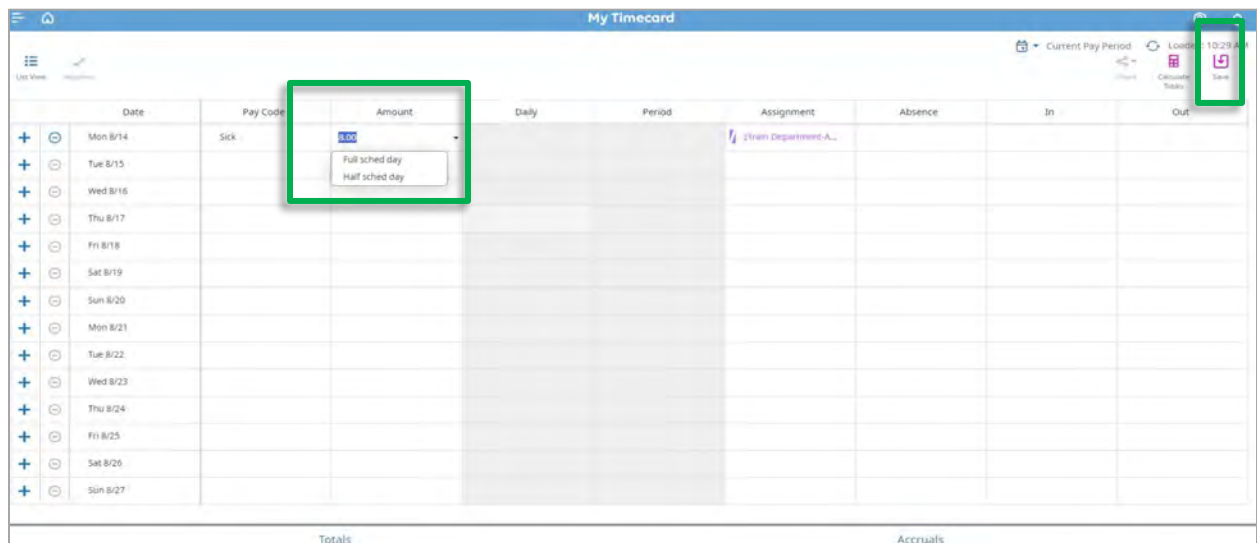 My Timecard
Current Pay Period Loaded: 10:29 AM
List View Share Calculate Totals Save
Date Pay Code Amount Daily Period Assignment Absence In Out
Mon 8/14 Sick 8.00
Full sched day
Half sched day
Tue 8/15
Wed 8/16
Thu 8/17
Fri 8/18
Sat 8/19
Sun 8/20
Mon 8/21
Tue 8/22
Wed 8/23
Thu 8/24
Fri 8/25
Sat 8/26
Sun 8/27
Totals Accruals